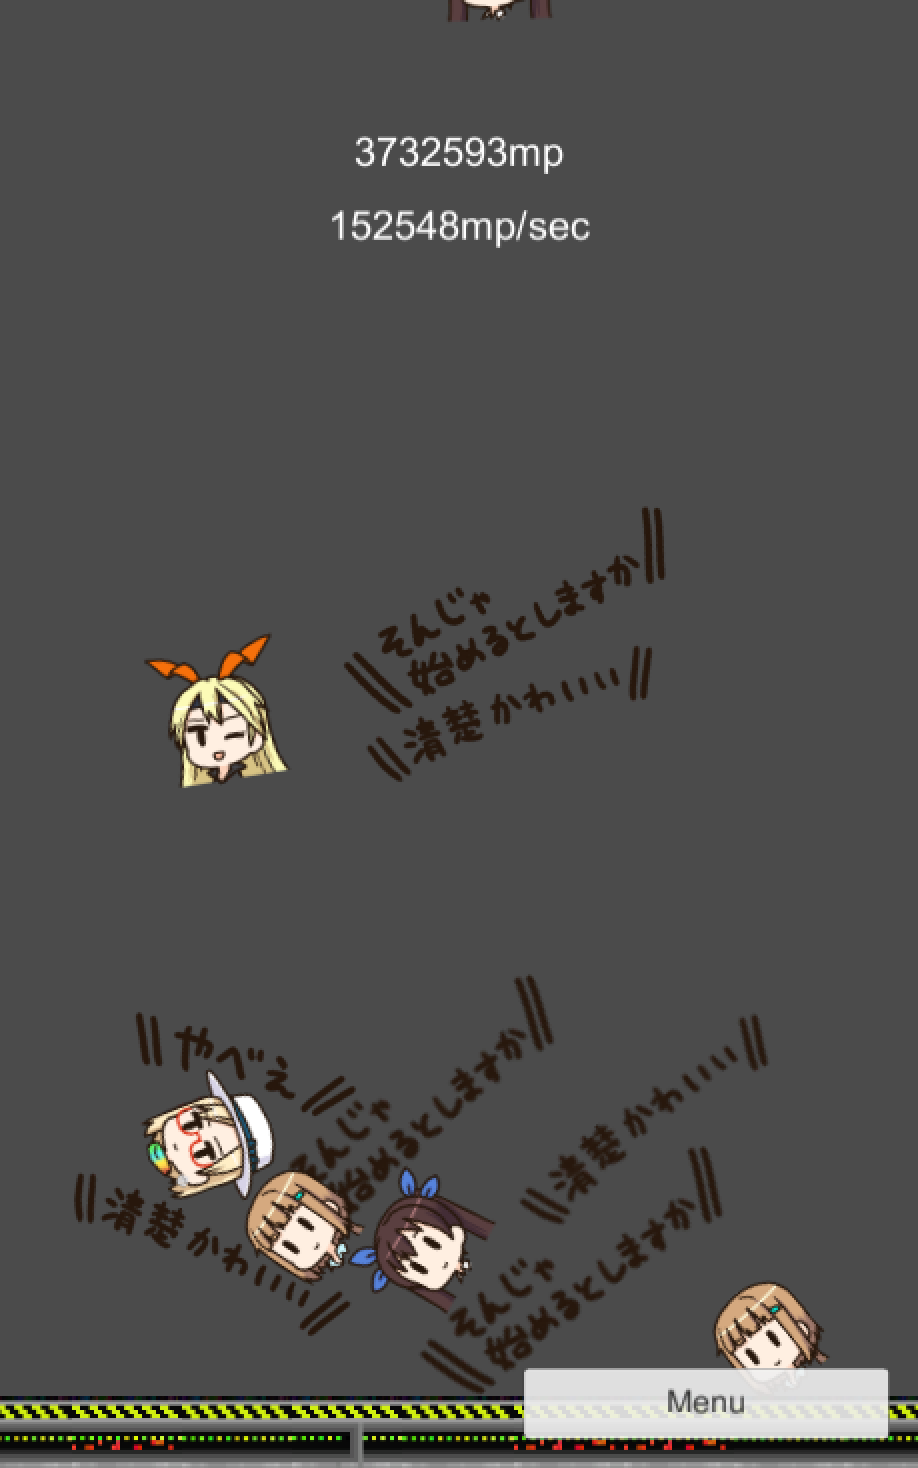 3732593mp
152548mp/sec
そんじゃ
始めるとしますか
清楚かわいい
やべぇ
そんじゃ
始めるとしますか
清楚かわいい
清楚かわいい
そんじゃ
始めるとしますか
Menu